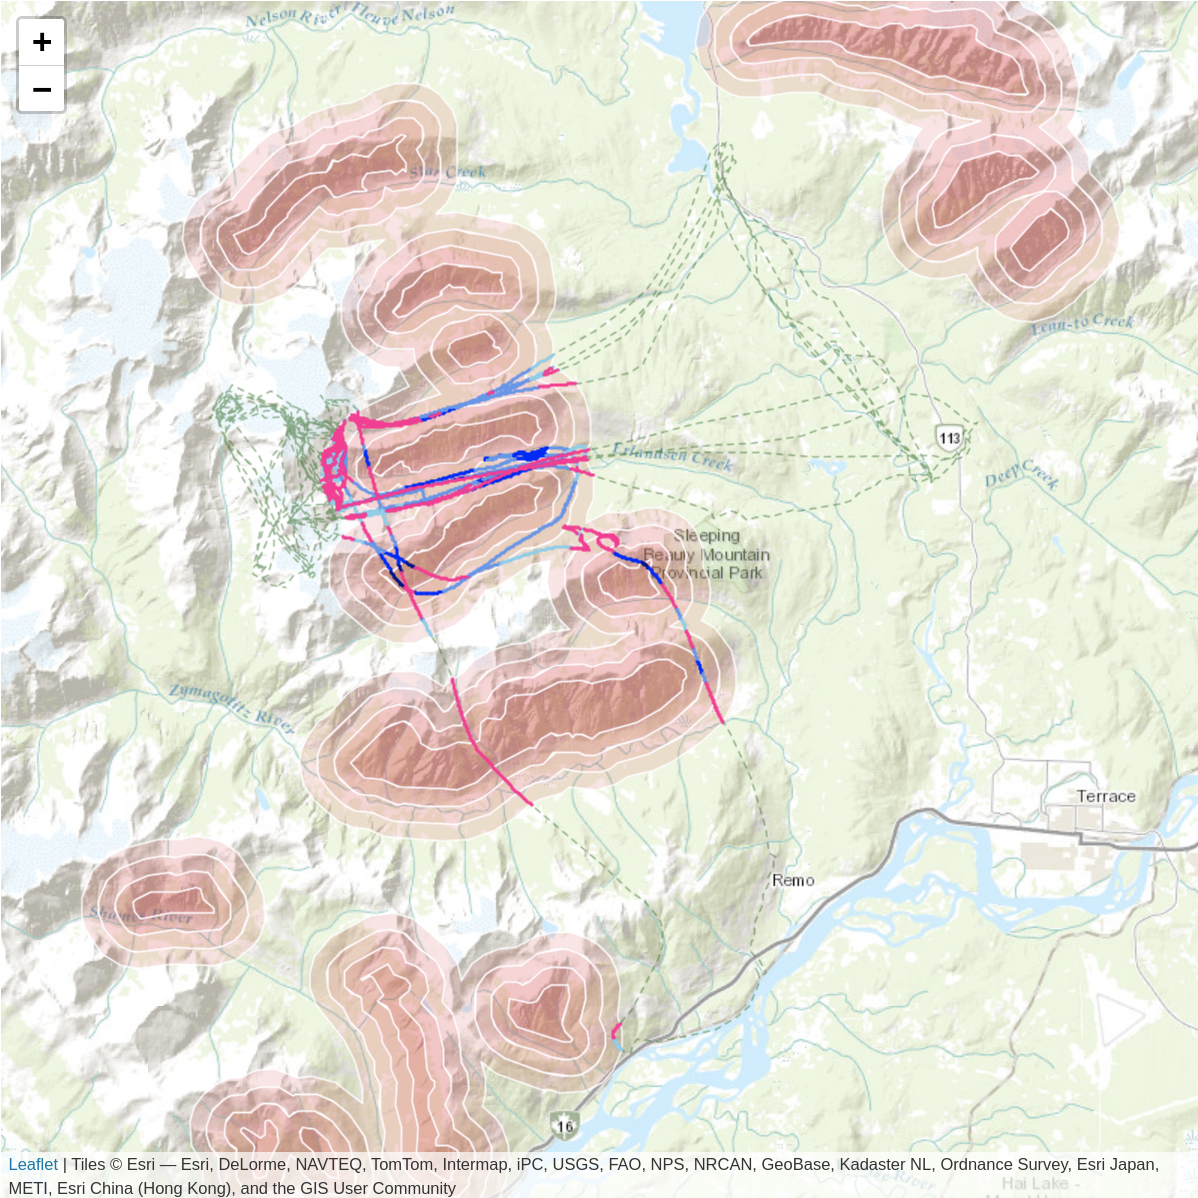 +
−
Nelson River / Fleuve Nelson
Star Creek
Lean-to Creek
113
Erlandsen Creek
Deep Creek
Sleeping
Beauty Mountain
Provincial Park
Zymagotitz River
Terrace
Remo
River
16
Hai Lake -
Leaflet | Tiles © Esri — Esri, DeLorme, NAVTEQ, TomTom, Intermap, iPC, USGS, FAO, NPS, NRCAN, GeoBase, Kadaster NL, Ordnance Survey, Esri Japan,
METI, Esri China (Hong Kong), and the GIS User Community